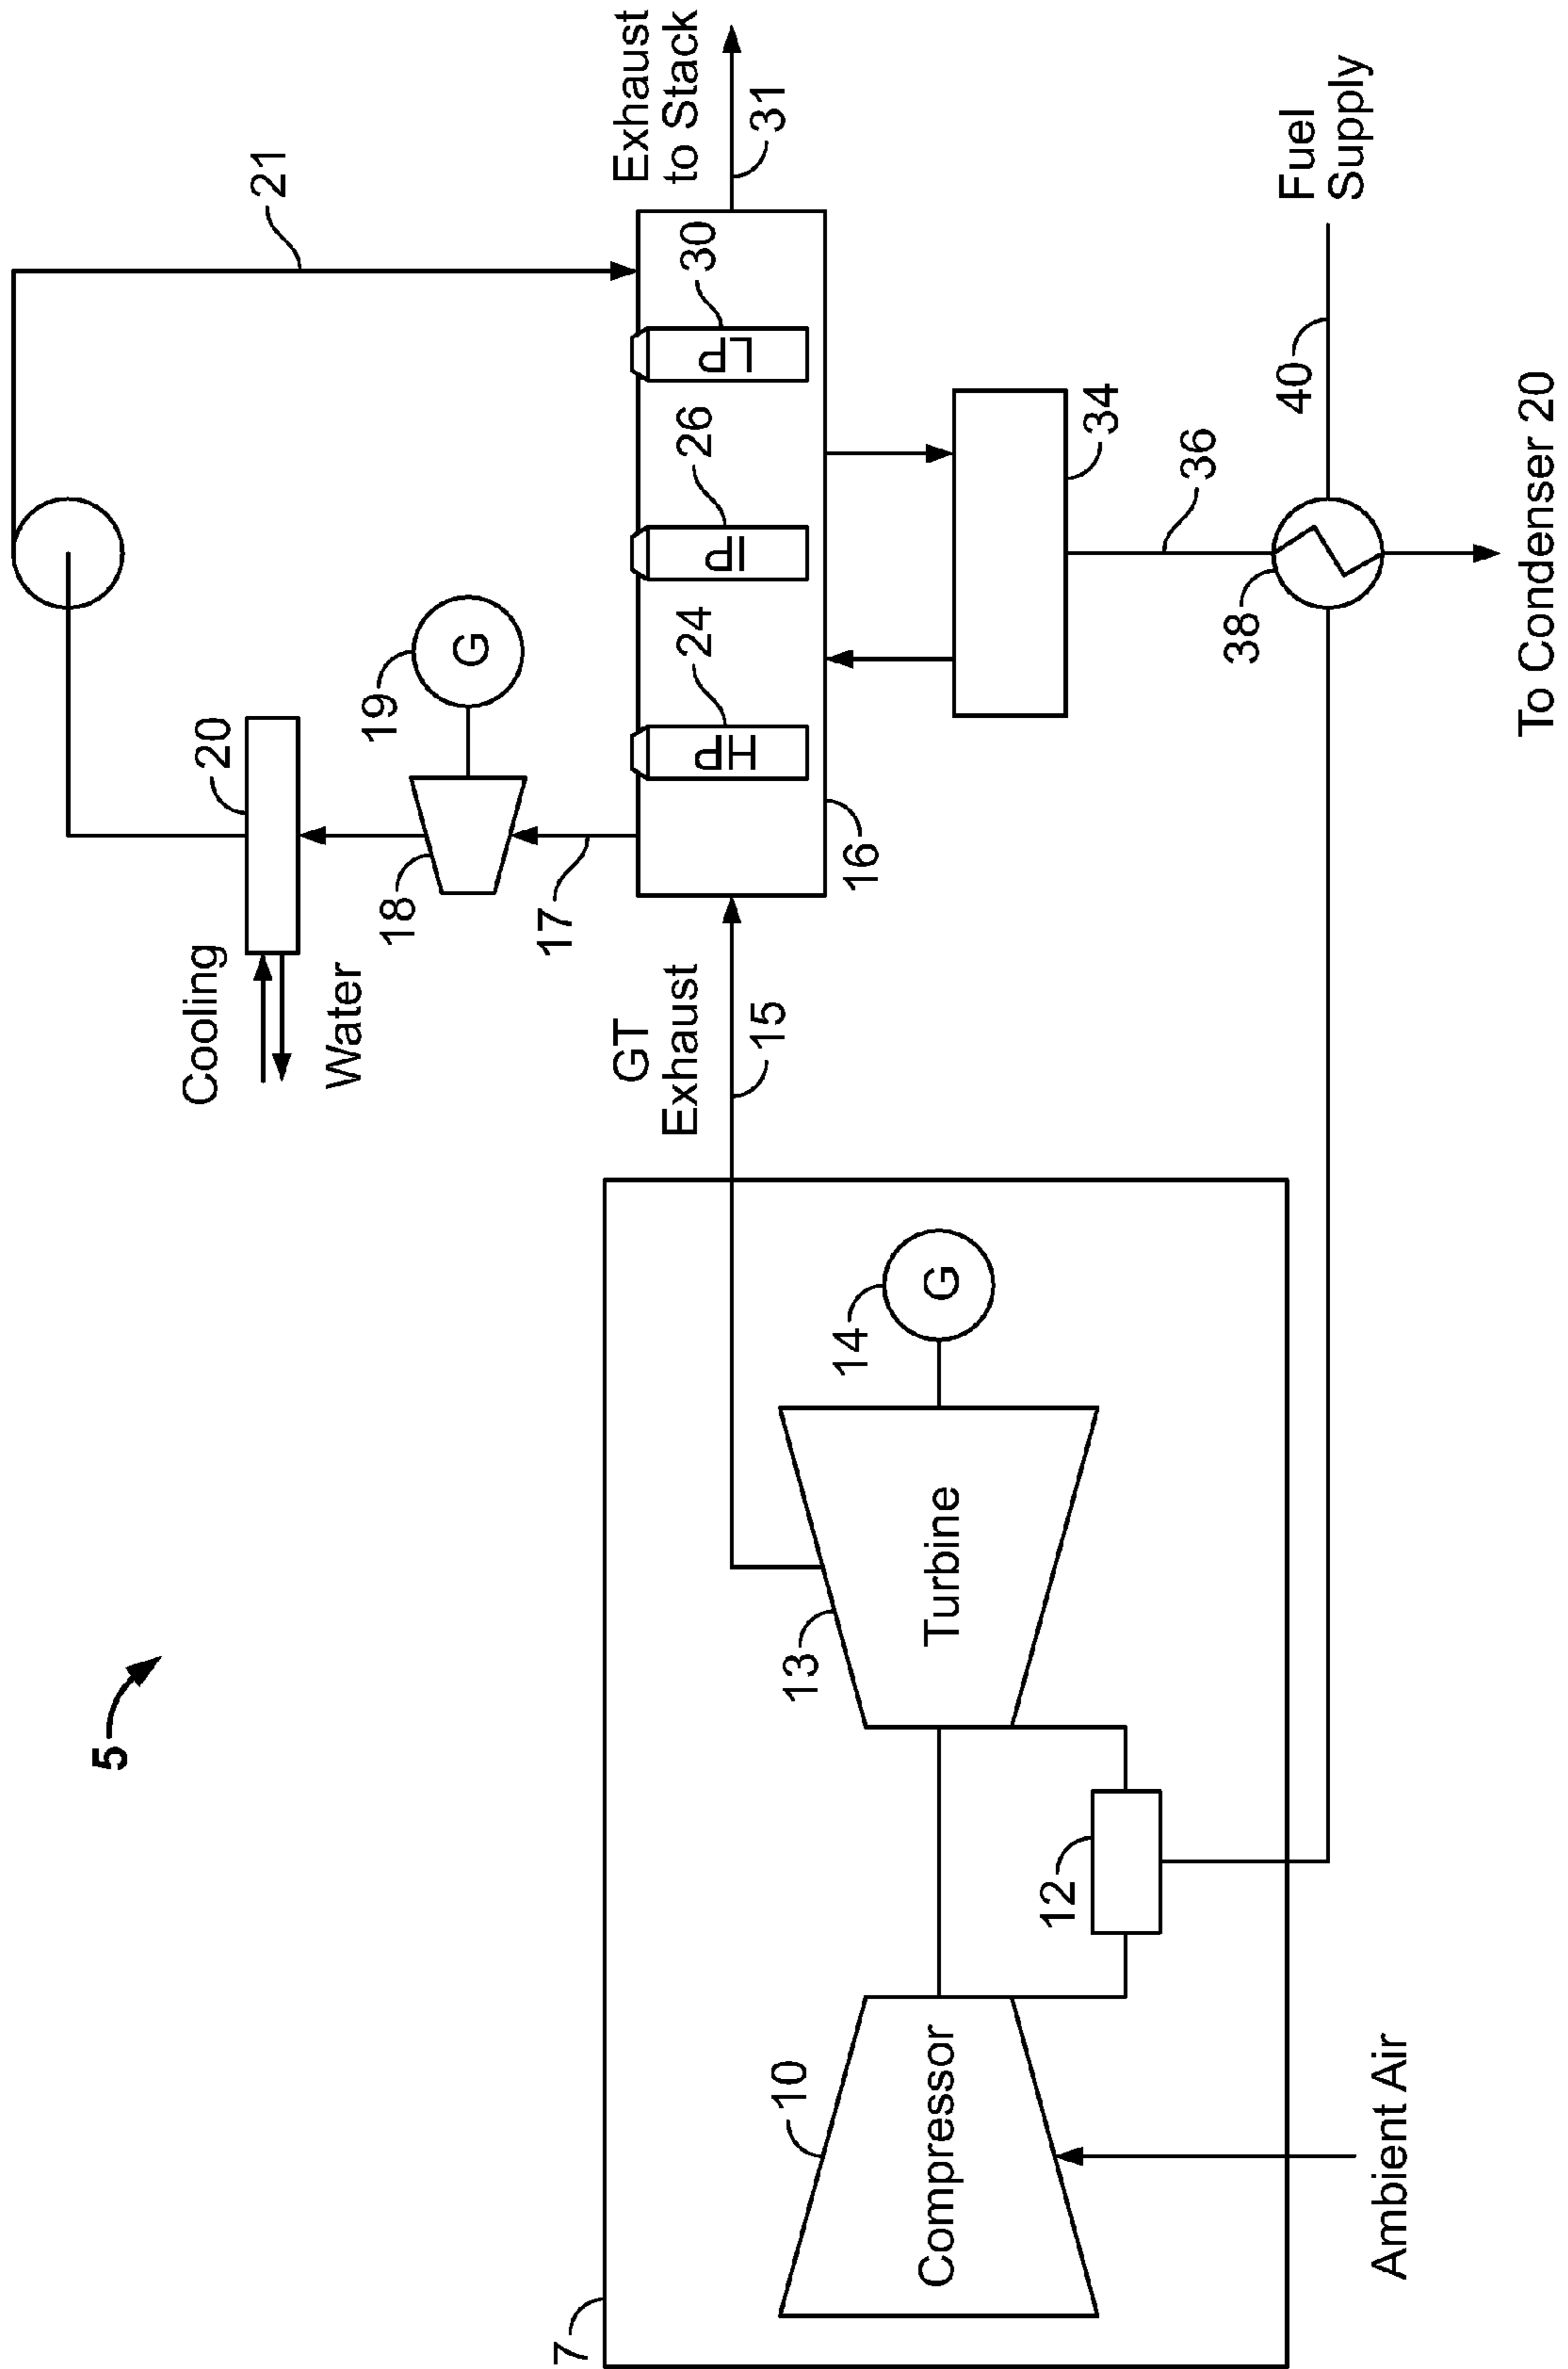 5
21
Exhaust
to Stack
31
20
19
G
Cooling
Water
18
17
HP
24
IP
26
LP
30
16
GT
Exhaust
15
34
36
38
40
Fuel
Supply
To Condenser 20
7
10
Compressor
12
13
Turbine
14
G
Ambient Air